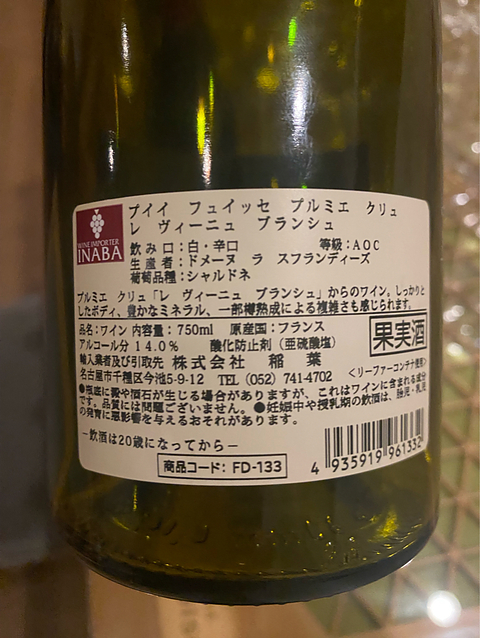 プイイ フュイッセ プルミエ クリュ
レ ヴィーニュ ブランシュ
WINE IMPORTER
INABA
飲み口：白・辛口 等級：AOC
生産者：ドメーヌ ラ スフランディーズ
葡萄品種：シャルドネ
プルミエ クリュ「レ ヴィーニュ ブランシュ」からのワイン。しっかりと
したボディ、豊かなミネラル、一部樽熟成による複雑さも感じられます。
品名：ワイン 内容量：750ml 原産国：フランス
アルコール分 14.0% 酸化防止剤（亜硫酸塩）
果実酒
輸入業者及び引取先 株式会社 稲葉
＜リーファーコンテナ使用＞
名古屋市千種区今池5-9-12 TEL（052）741-4702
●瓶底に澱や酒石が生じる場合がありますが、これはワインに含まれる成分
です。品質には問題ございません。●妊娠中や授乳期の飲酒は、胎児・乳児
の発育に悪影響を与えるおそれがあります。
―飲酒は20歳になってから―
商品コード：FD-133
4 935919 961332